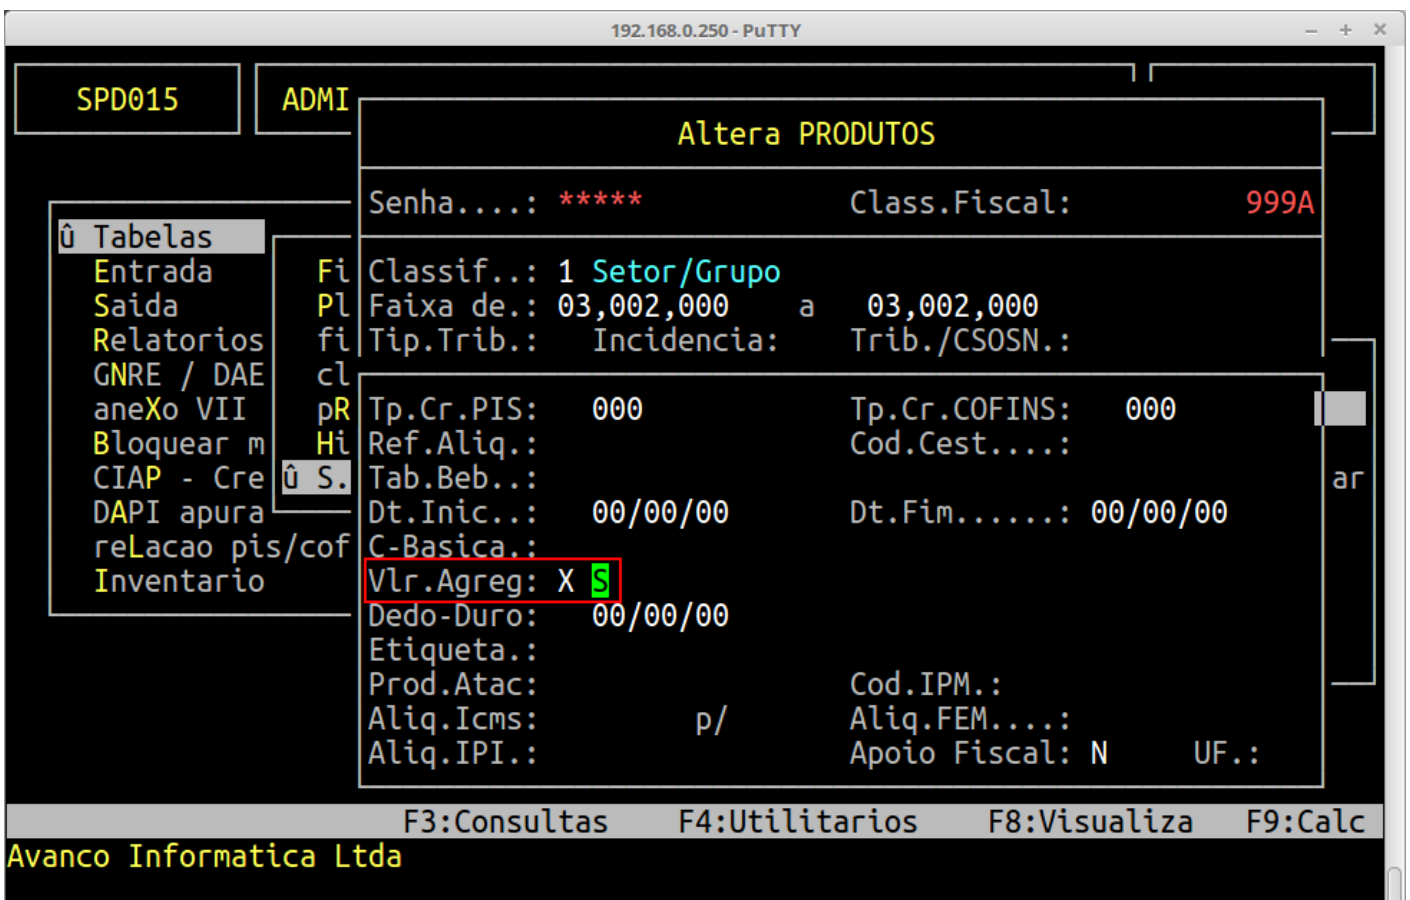 192.168.0.250 - PuTTY
SPD015 ADMI
Altera PRODUTOS
Senha....: ***** Class.Fiscal: 999A
û Tabelas
Entrada Fi Classif..: 1 Setor/Grupo
Saida Pl Faixa de.: 03,002,000 a 03,002,000
Relatorios fi Tip.Trib.: Incidencia: Trib./CSOSN.:
GNRE / DAE cl
aneXo VII pR Tp.Cr.PIS: 000 Tp.Cr.COFINS: 000
Bloquear m Hi Ref.Aliq.: Cod.Cest....:
CIAP - Cre û S. Tab.Beb..: ar
DAPI apura Dt.Inic..: 00/00/00 Dt.Fim......: 00/00/00
reLacao pis/cof C-Basica.:
Inventario Vlr.Agreg: X S
Dedo-Duro: 00/00/00
Etiqueta.:
Prod.Atac: Cod.IPM.:
Aliq.Icms: p/ Aliq.FEM....:
Aliq.IPI.: Apoio Fiscal: N UF.:
F3:Consultas F4:Utilitarios F8:Visualiza F9:Calc
Avanco Informatica Ltda